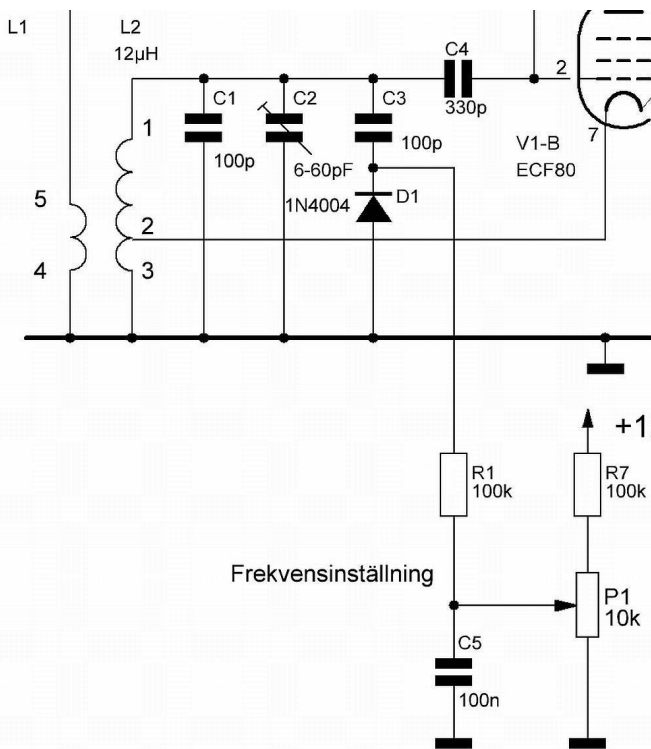 L1
L2
12µH
C4
330p
1
C1
100p
C2
6-60pF
C3
100p
2
7
V1-B
ECF80
1N4004
D1
5
4
2
3
+1
R1
100k
R7
100k
Frekvensinställning
P1
10k
C5
100n